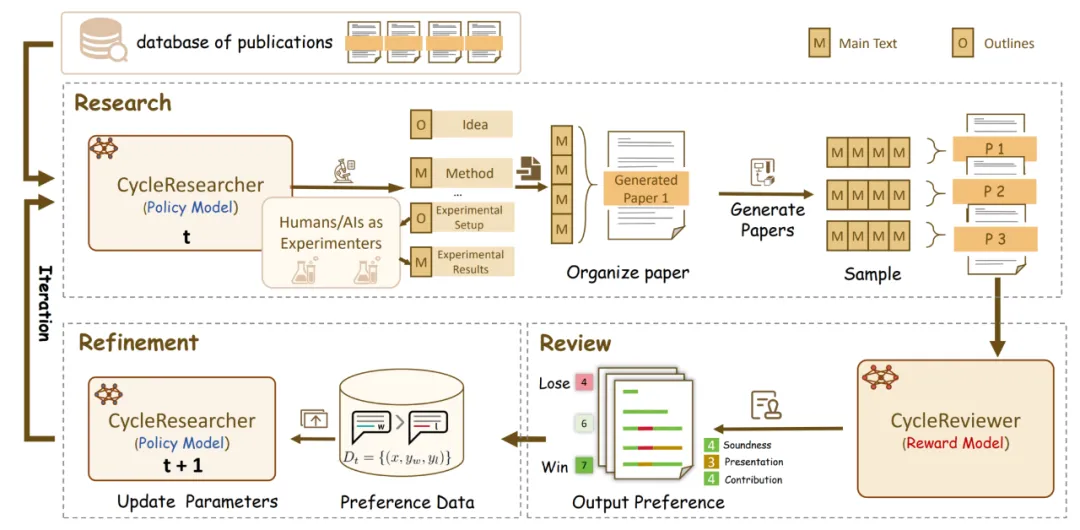 database of publications
M Main Text
O Outlines
Research
CycleResearcher
(Policy Model)
t
Humans/AIs as
Experimenters
O Idea
M Method
...
O Experimental
Setup
M Experimental
Results
M
M
M
M
Generated
Paper 1
Organize paper
Generate
Papers
M M M M
M M M M
M M M M
Sample
P 1
P 2
P 3
Iteration
Refinement
CycleResearcher
(Policy Model)
t + 1
Update Parameters
w > l
D_t = {(x, y_w, y_l)}
Preference Data
Review
Lose 4
6
Win 7
4 Soundness
3 Presentation
4 Contribution
Output Preference
CycleReviewer
(Reward Model)